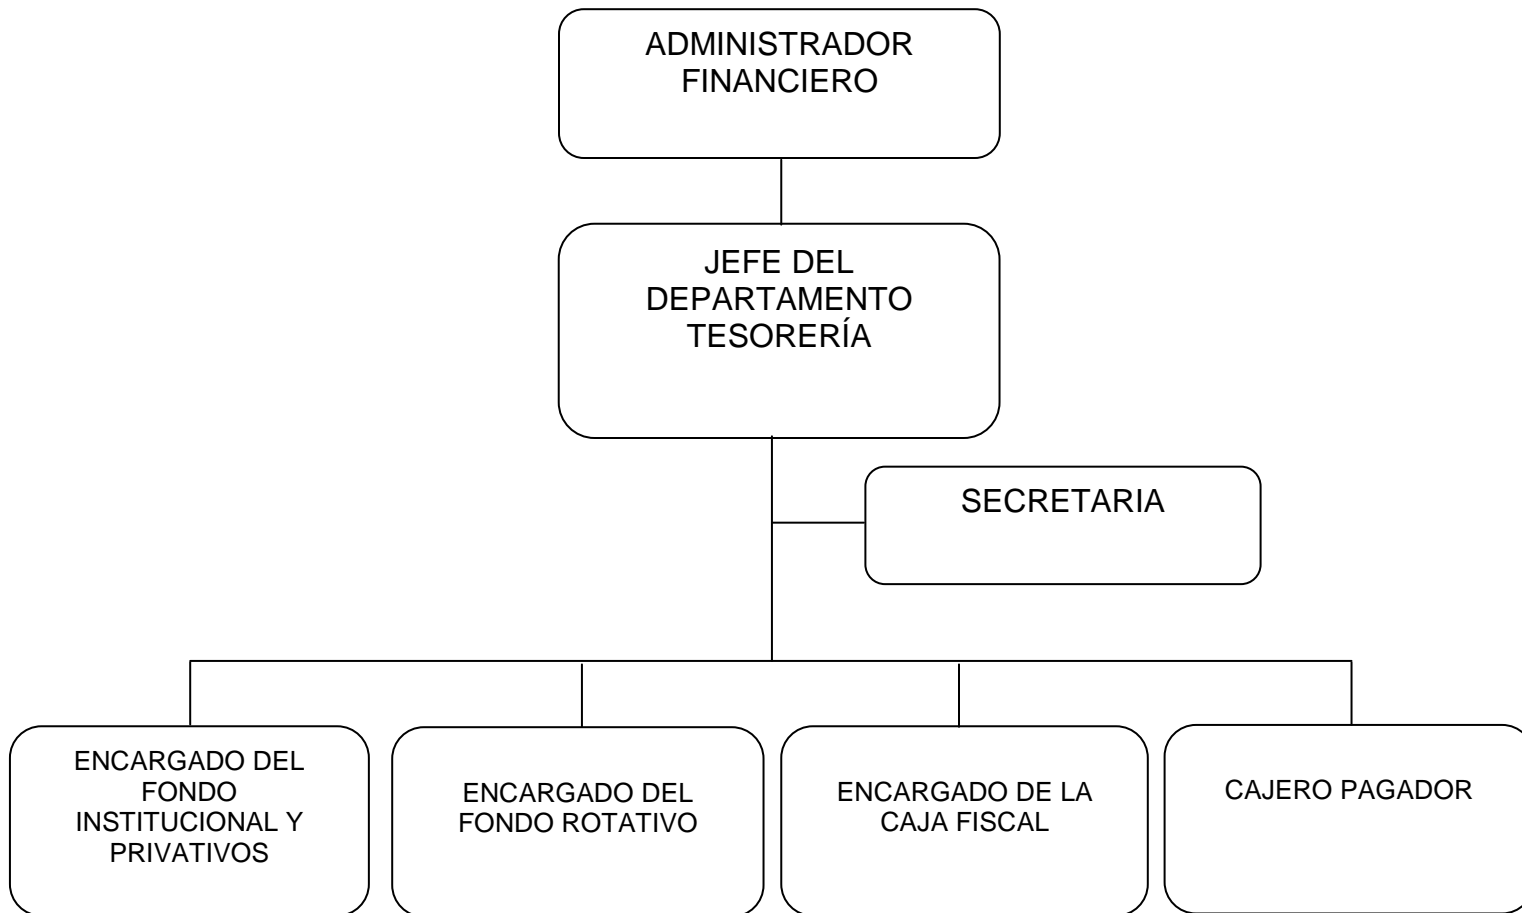 ADMINISTRADOR
FINANCIERO
JEFE DEL
DEPARTAMENTO
TESORERÍA
SECRETARIA
ENCARGADO DEL
FONDO
INSTITUCIONAL Y
PRIVATIVOS
ENCARGADO DEL
FONDO ROTATIVO
ENCARGADO DE LA
CAJA FISCAL
CAJERO PAGADOR